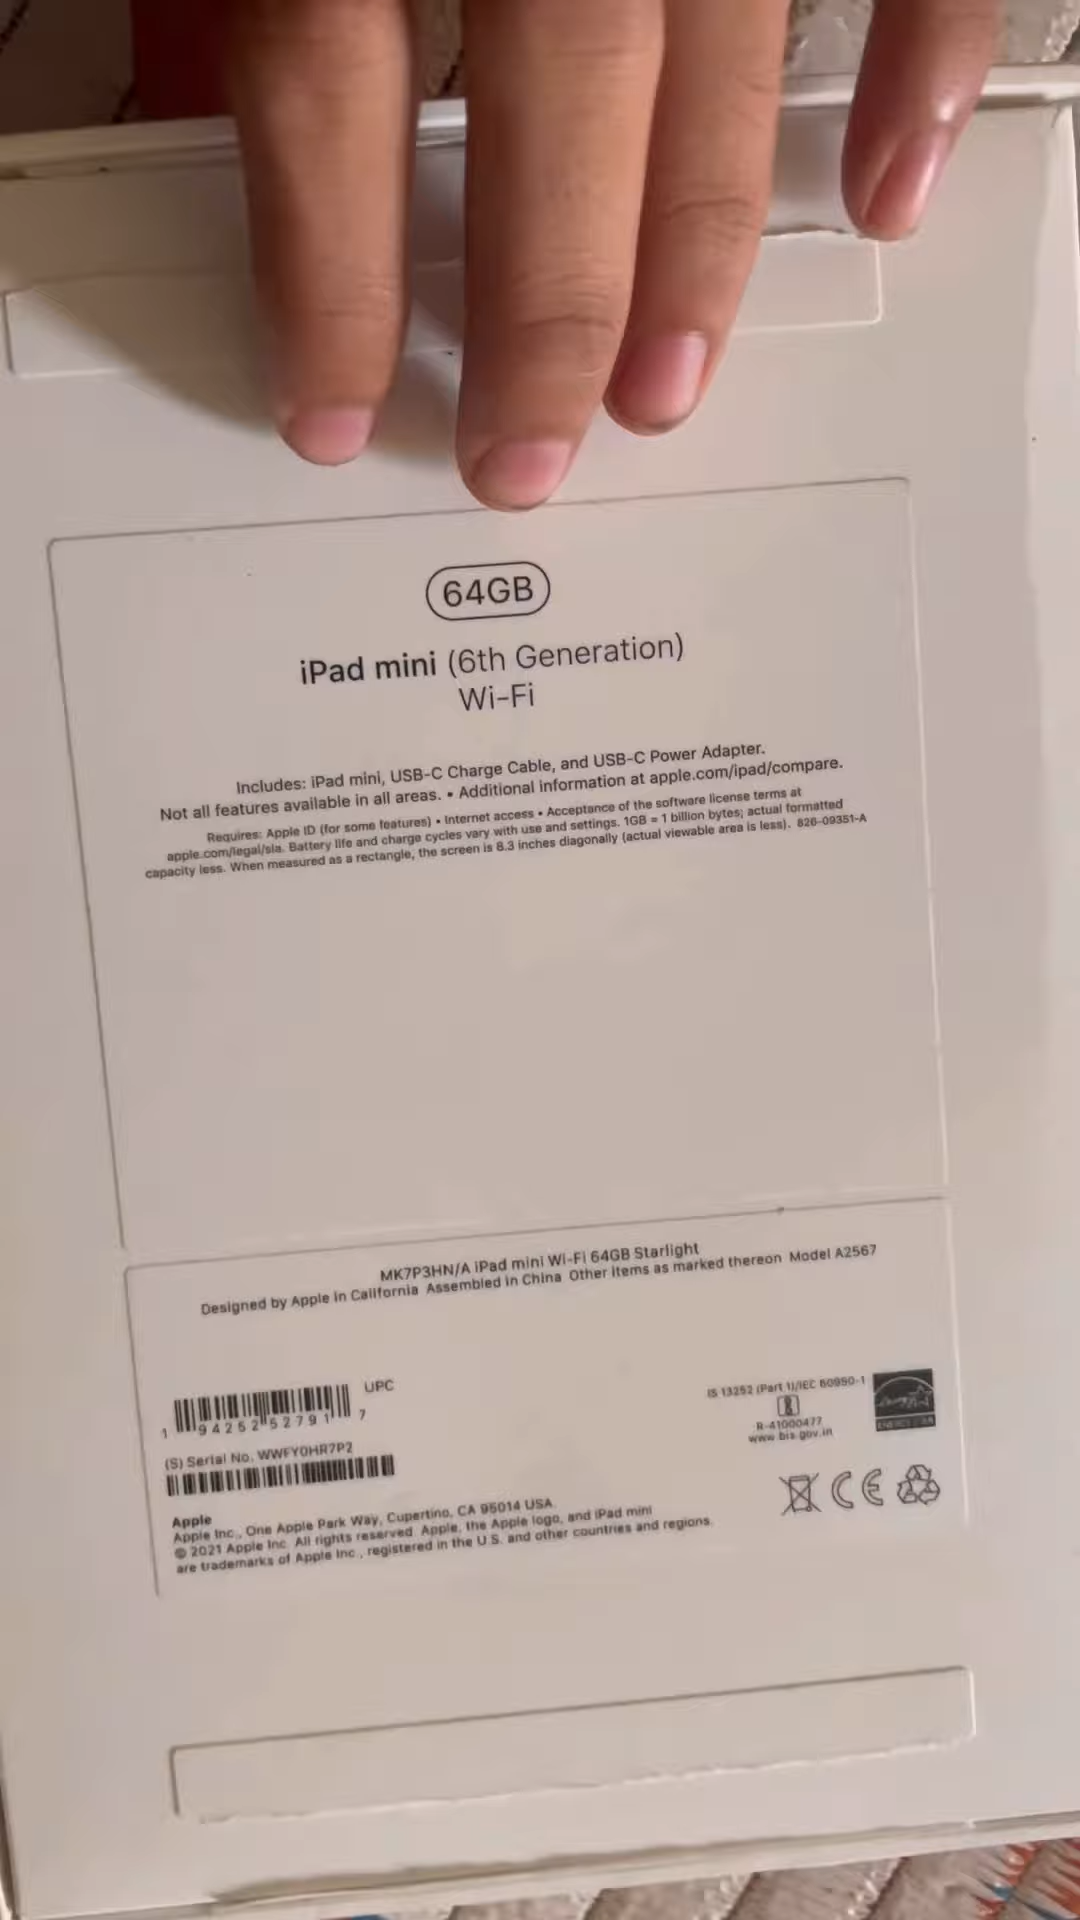 64GB
iPad mini (6th Generation)
Wi-Fi
Includes: iPad mini, USB-C Charge Cable, and USB-C Power Adapter.
Not all features available in all areas. • Additional information at apple.com/ipad/compare.
Requires: Apple ID (for some features) • Internet access • Acceptance of the software license terms at
apple.com/legal/sla. Battery life and charge cycles vary with use and settings. 1GB = 1 billion bytes; actual formatted
capacity less. When measured as a rectangle, the screen is 8.3 inches diagonally (actual viewable area is less). 826-09351-A
MK7P3HN/A iPad mini Wi-Fi 64GB Starlight
Designed by Apple in California Assembled in China Other items as marked thereon Model A2567
UPC
1 94252 52791 7
(S) Serial No. WWFY0HR7P2
IS 13252 (Part 1)/IEC 60950-1
R-41000477
www.bis.gov.in
ENERGY STAR
Apple
Apple Inc., One Apple Park Way, Cupertino, CA 95014 USA.
© 2021 Apple Inc. All rights reserved. Apple, the Apple logo, and iPad mini
are trademarks of Apple Inc., registered in the U.S. and other countries and regions.